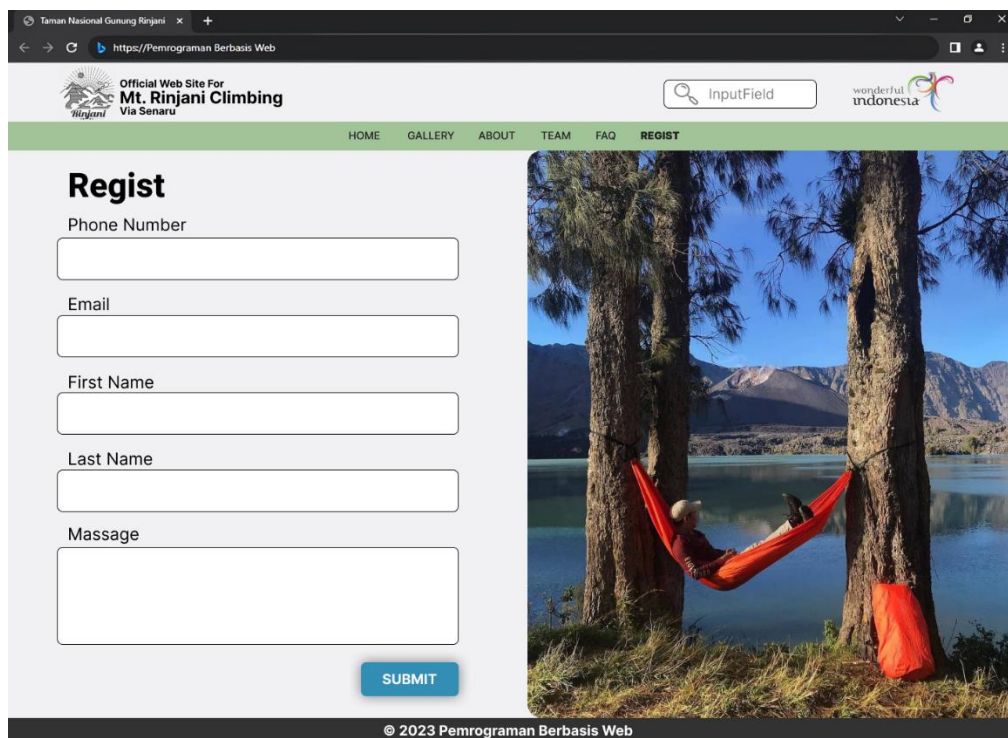 Taman Nasional Gunung Rinjani
https://Pemrograman Berbasis Web
Official Web Site For
Mt. Rinjani Climbing
Via Senaru
Rinjani
InputField
wonderful
indonesia
HOME GALLERY ABOUT TEAM FAQ REGIST
Regist
Phone Number
Email
First Name
Last Name
Massage
SUBMIT
© 2023 Pemrograman Berbasis Web